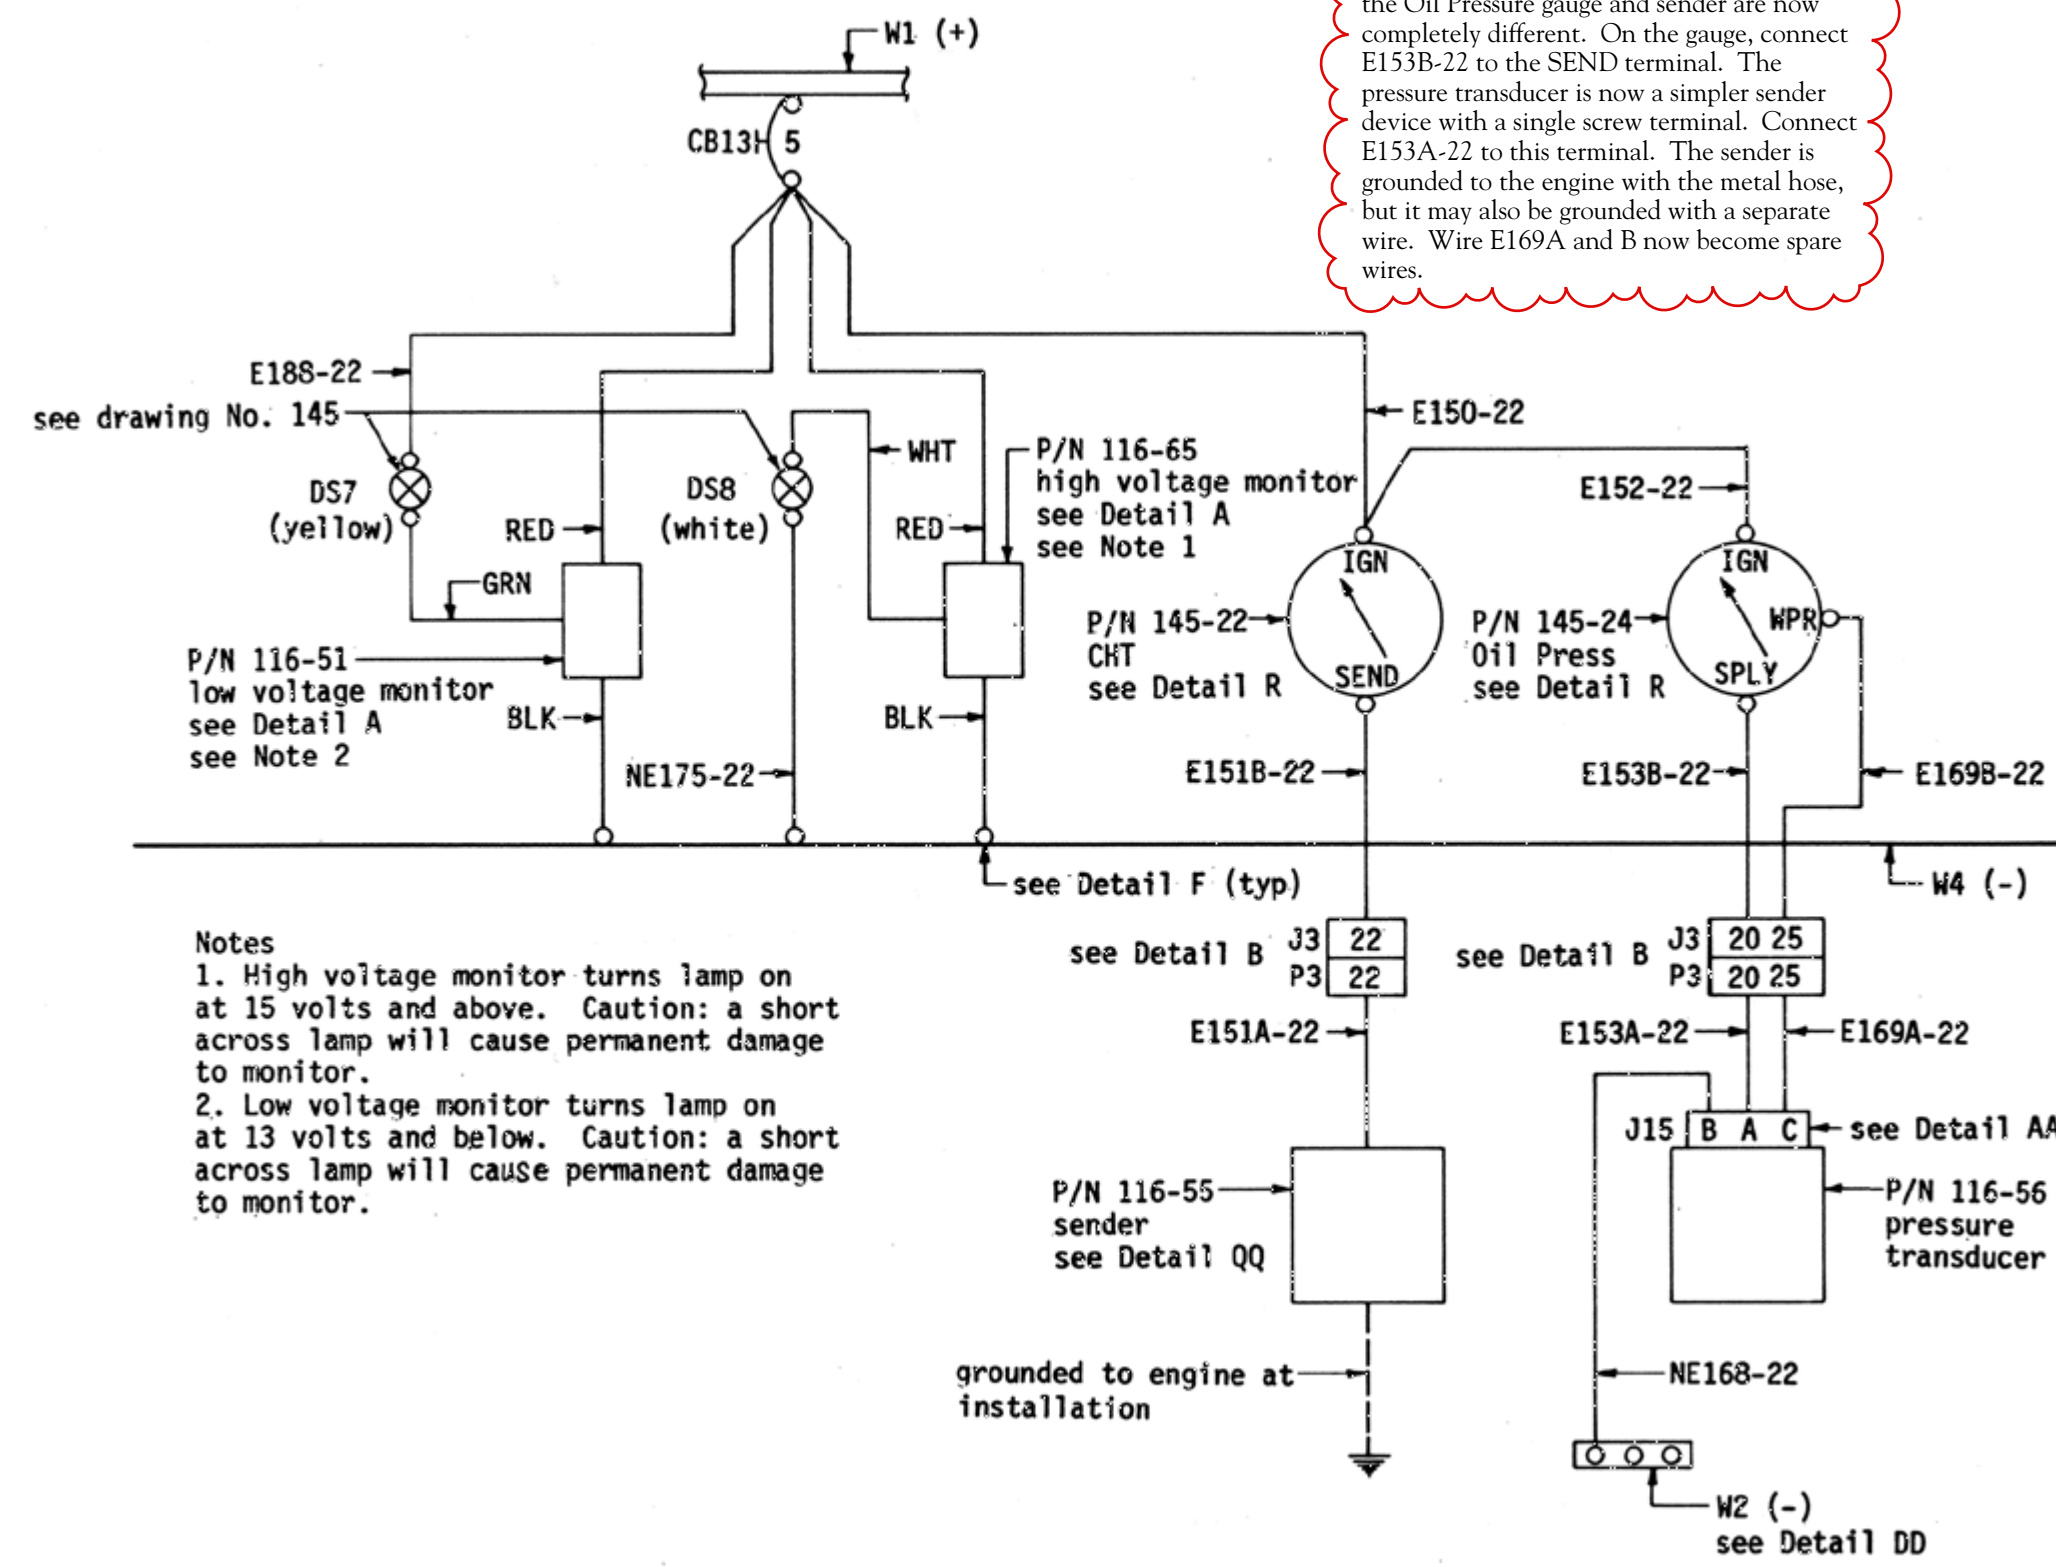 the Oil Pressure gauge and sender are now
completely different. On the gauge, connect
E153B-22 to the SEND terminal. The
pressure transducer is now a simpler sender
device with a single screw terminal. Connect
E153A-22 to this terminal. The sender is
grounded to the engine with the metal hose,
but it may also be grounded with a separate
wire. Wire E169A and B now become spare
wires.
W1 (+)
CB13H 5
E188-22
see drawing No. 145
DS7
(yellow)
RED
GRN
P/N 116-51
low voltage monitor
see Detail A
see Note 2
BLK
DS8
(white)
NE175-22
WHT
RED
P/N 116-65
high voltage monitor
see Detail A
see Note 1
BLK
see Detail F (typ)
E150-22
IGN
SEND
P/N 145-22
CHT
see Detail R
E151B-22
E152-22
IGN
WPR
SPLY
P/N 145-24
Oil Press
see Detail R
E153B-22
E169B-22
W4 (-)
see Detail B
J3 22
P3 22
see Detail B
J3 20 25
P3 20 25
E151A-22
E153A-22
E169A-22
J15 B A C
see Detail AA
P/N 116-55
sender
see Detail QQ
P/N 116-56
pressure
transducer
grounded to engine at
installation
NE168-22
W2 (-)
see Detail DD
Notes
1. High voltage monitor turns lamp on
at 15 volts and above. Caution: a short
across lamp will cause permanent damage
to monitor.
2. Low voltage monitor turns lamp on
at 13 volts and below. Caution: a short
across lamp will cause permanent damage
to monitor.